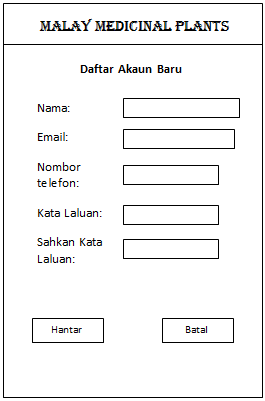 MALAY MEDICINAL PLANTS
Daftar Akaun Baru
Nama:
Email:
Nombor
telefon:
Kata Laluan:
Sahkan Kata
Laluan:
Hantar
Batal